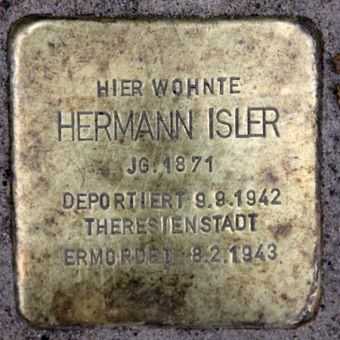 HIER WOHNTE
HERMANN ISLER
JG. 1871
DEPORTIERT 9.9.1942
THERESIENSTADT
ERMORDET 8.2.1943